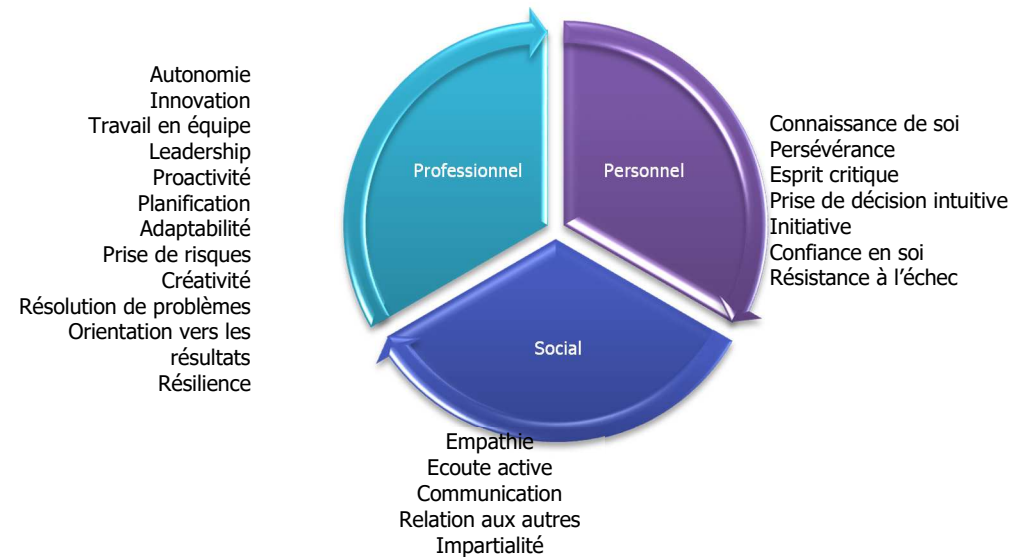 Autonomie
Innovation
Travail en équipe
Leadership
Proactivité
Planification
Adaptabilité
Prise de risques
Créativité
Résolution de problèmes
Orientation vers les
résultats
Résilience
Professionnel
Personnel
Connaissance de soi
Persévérance
Esprit critique
Prise de décision intuitive
Initiative
Confiance en soi
Résistance à l’échec
Social
Empathie
Ecoute active
Communication
Relation aux autres
Impartialité